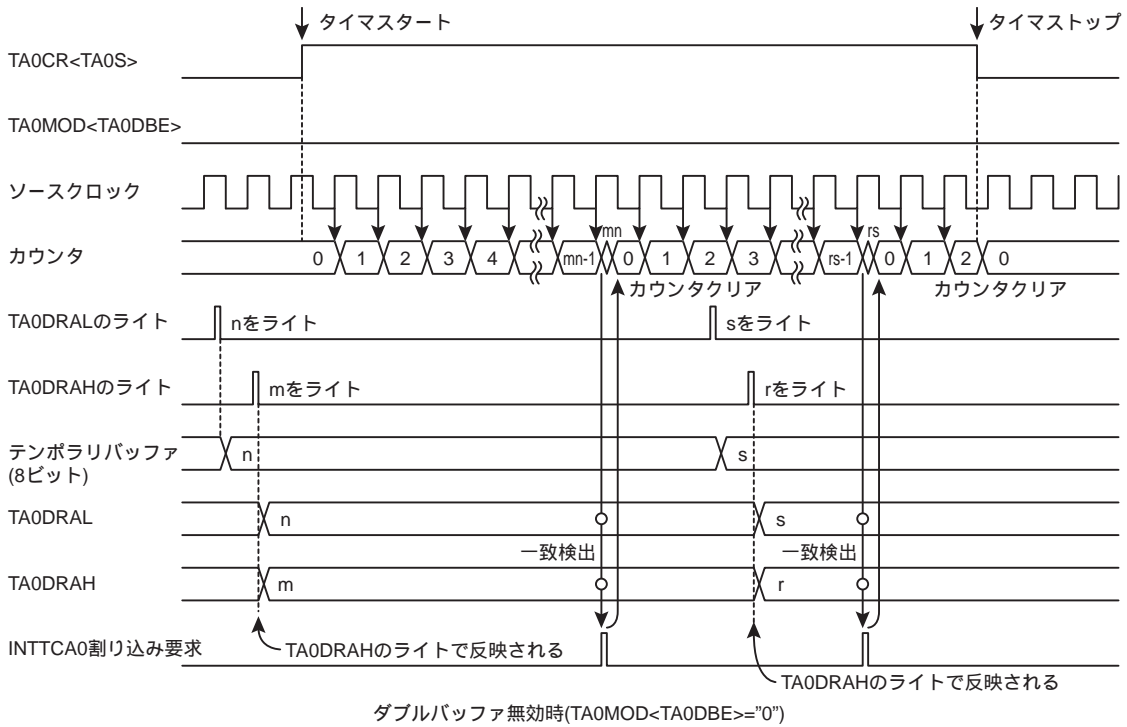 タイマスタート
タイマストップ
TA0CR<TA0S>
TA0MOD<TA0DBE>
ソースクロック
カウンタ
0 1 2 3 4 mn-1 mn 0 1 2 3 rs-1 rs 0 1 2 0
カウンタクリア
カウンタクリア
TA0DRALのライト
nをライト
sをライト
TA0DRAHのライト
mをライト
rをライト
テンポラリバッファ
(8ビット)
n
s
TA0DRAL
n
s
一致検出
一致検出
TA0DRAH
m
r
INTTCA0割り込み要求
TA0DRAHのライトで反映される
TA0DRAHのライトで反映される
ダブルバッファ無効時(TA0MOD<TA0DBE>=”0”)